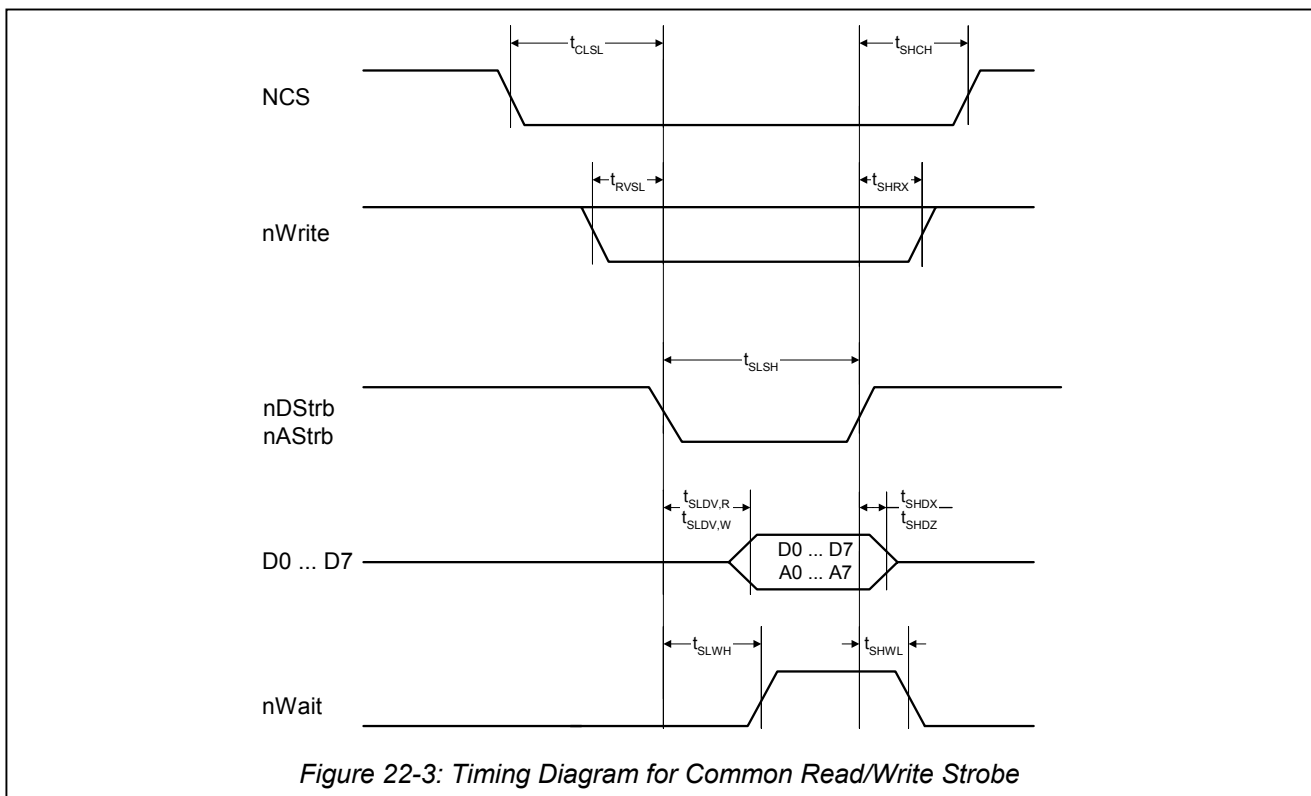 tCLSL
tSHCH
NCS
tRVSL
tSHRX
nWrite
tSLSH
nDStrb
nAStrb
tSLDV,R
tSLDV,W
tSHDX
tSHDZ
D0 ... D7
D0 ... D7
A0 ... A7
tSLWH
tSHWL
nWait
Figure 22-3: Timing Diagram for Common Read/Write Strobe